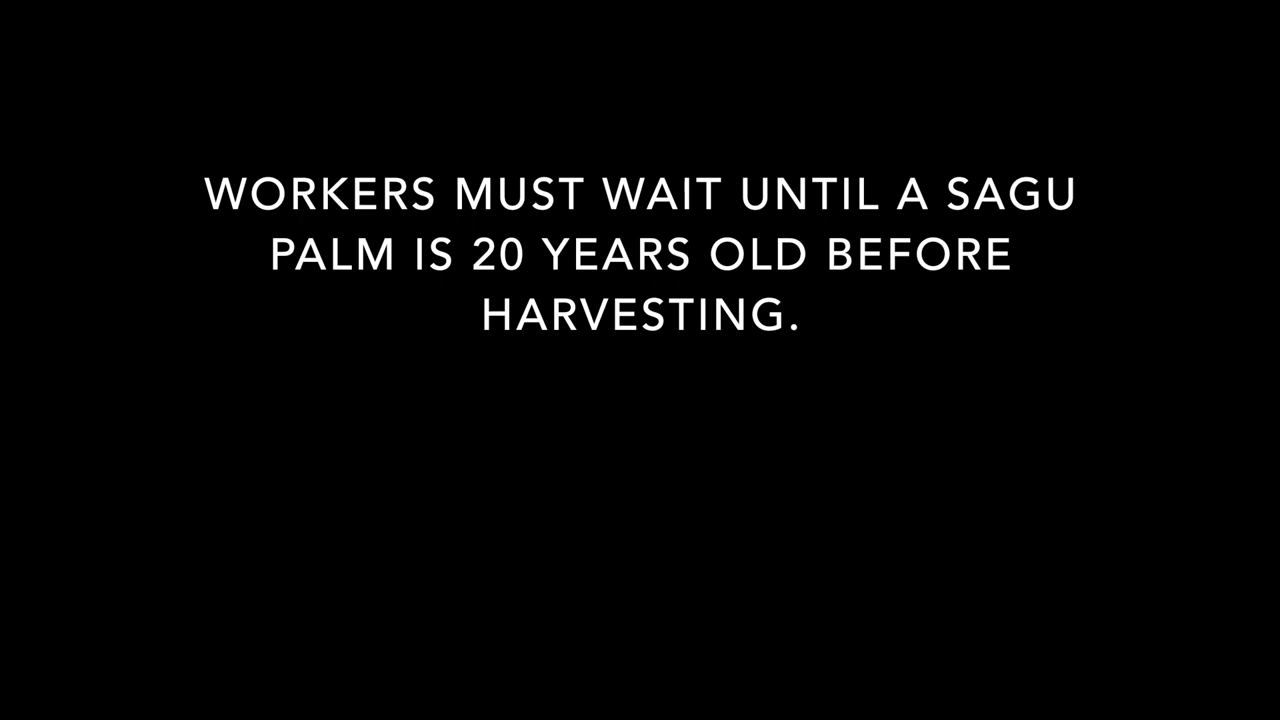 WORKERS MUST WAIT UNTIL A SAGU
PALM IS 20 YEARS OLD BEFORE
HARVESTING.